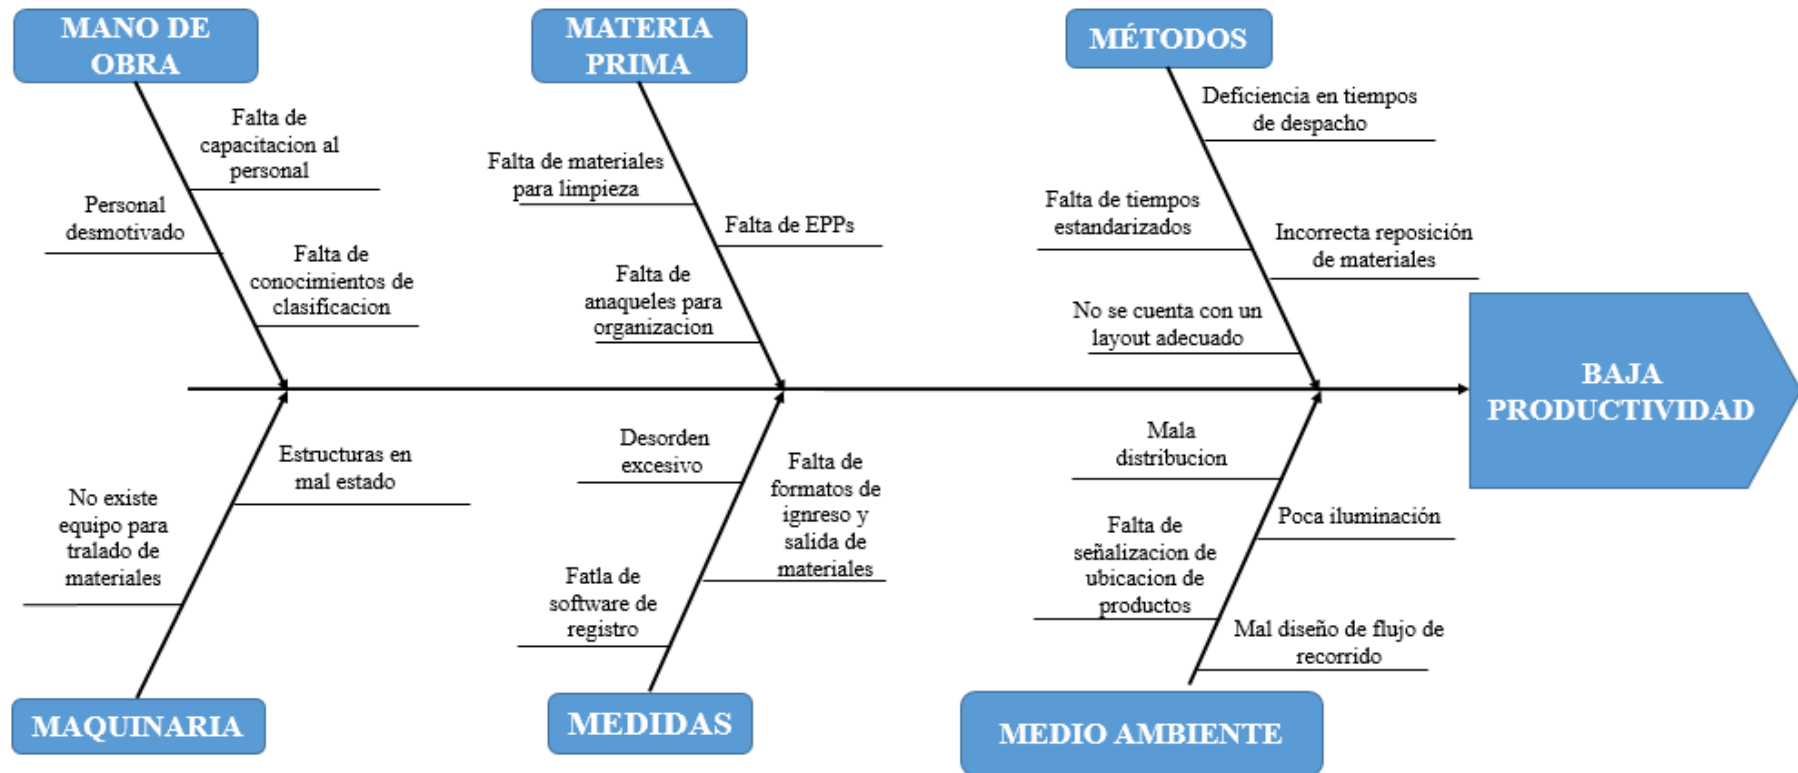 MANO DE
OBRA
MATERIA
PRIMA
MÉTODOS
Falta de
capacitacion al
personal
Personal
desmotivado
Falta de
conocimientos de
clasificacion
Falta de materiales
para limpieza
Falta de EPPs
Falta de
anaqueles para
organizacion
Deficiencia en tiempos
de despacho
Falta de tiempos
estandarizados
Incorrecta reposición
de materiales
No se cuenta con un
layout adecuado
BAJA
PRODUCTIVIDAD
Estructuras en
mal estado
No existe
equipo para
tralado de
materiales
Desorden
excesivo
Falta de
formatos de
ignreso y
salida de
materiales
Fatla de
software de
registro
Mala
distribucion
Poca iluminación
Falta de
señalizacion de
ubicacion de
productos
Mal diseño de flujo de
recorrido
MAQUINARIA
MEDIDAS
MEDIO AMBIENTE